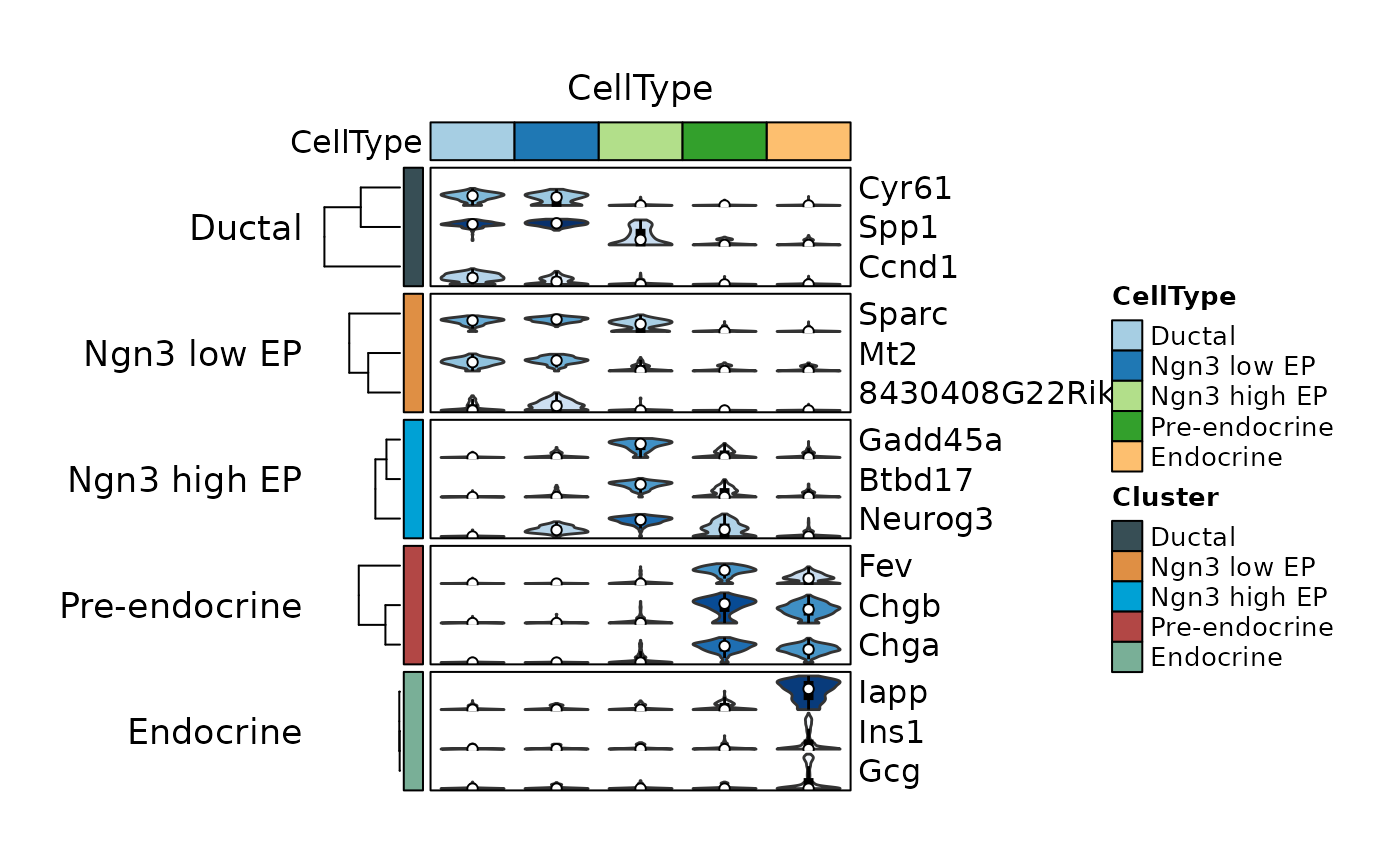 CellType
CellType
Ductal
Cyr61
Spp1
Ccnd1
Ngn3 low EP
Sparc
Mt2
8430408G22Rik
Ngn3 high EP
Gadd45a
Btbd17
Neurog3
Pre-endocrine
Fev
Chgb
Chga
Endocrine
Iapp
Ins1
Gcg
CellType
Ductal
Ngn3 low EP
Ngn3 high EP
Pre-endocrine
Endocrine
Cluster
Ductal
Ngn3 low EP
Ngn3 high EP
Pre-endocrine
Endocrine